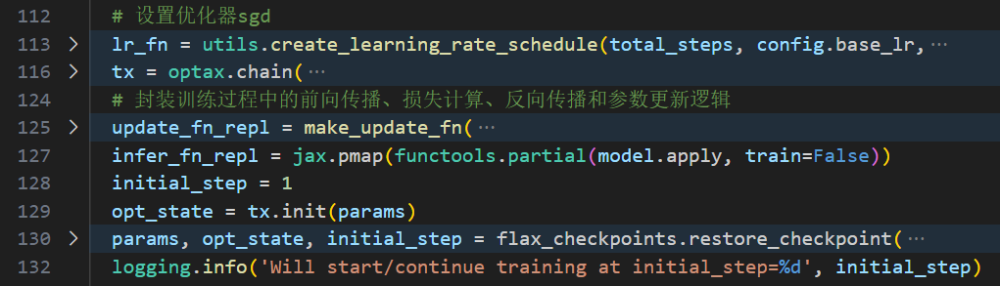 112 # 设置优化器sgd
113 > lr_fn = utils.create_learning_rate_schedule(total_steps, config.base_lr,⋯
116 > tx = optax.chain(⋯
124 # 封装训练过程中的前向传播、损失计算、反向传播和参数更新逻辑
125 > update_fn_repl = make_update_fn(⋯
127 infer_fn_repl = jax.pmap(functools.partial(model.apply, train=False))
128 initial_step = 1
129 opt_state = tx.init(params)
130 > params, opt_state, initial_step = flax_checkpoints.restore_checkpoint(⋯
132 logging.info('Will start/continue training at initial_step=%d', initial_step)